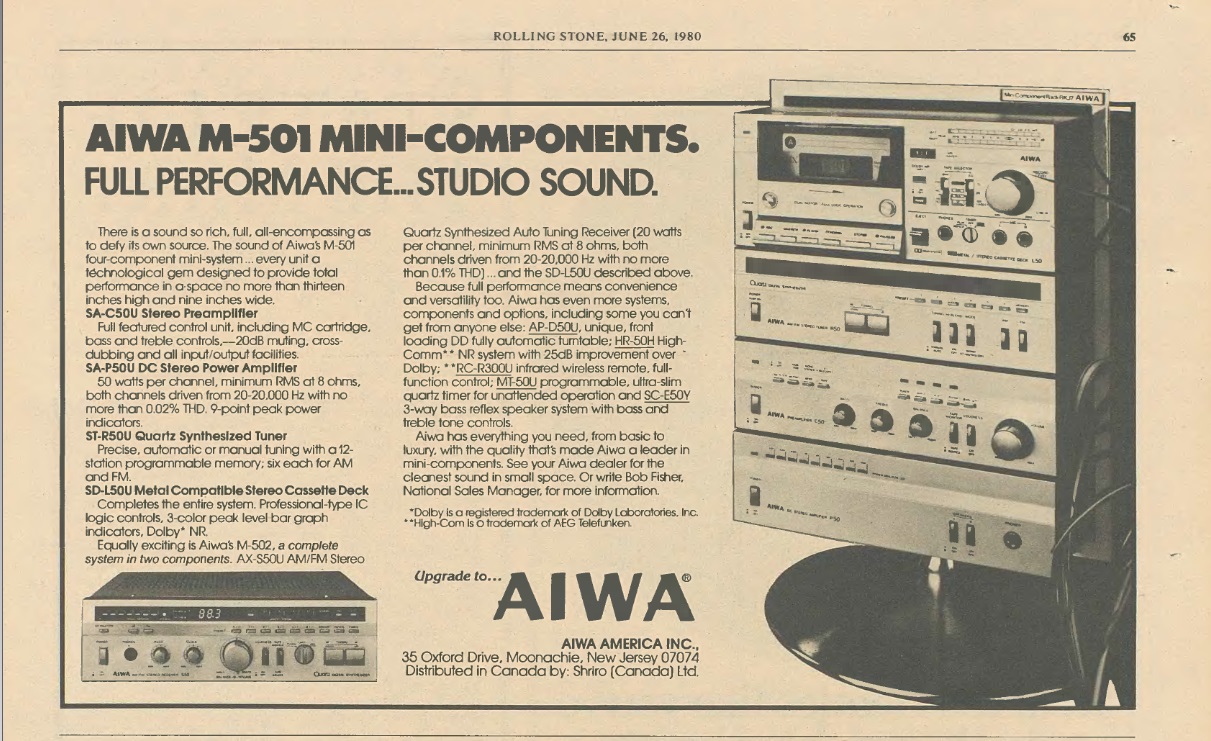 ROLLING STONE, JUNE 26, 1980
65
AIWA M-501 MINI-COMPONENTS.
FULL PERFORMANCE...STUDIO SOUND.
There is a sound so rich, full, all-encompassing as
to defy its own source. The sound of Aiwa's M-501
four-component mini-system...every unit a
technological gem designed to provide total
performance in a space no more than thirteen
inches high and nine inches wide.
SA-C50U Stereo Preamplifier
Full featured control unit, including MC cartridge,
bass and treble controls,—20dB muting, cross-
dubbing and all input/output facilities.
SA-P50U DC Stereo Power Amplifier
50 watts per channel, minimum RMS at 8 ohms,
both channels driven from 20-20,000 Hz with no
more than 0.02% THD. 9-point peak power
indicators.
ST-R50U Quartz Synthesized Tuner
Precise, automatic or manual tuning with a 12-
station programmable memory; six each for AM
and FM.
SD-L50U Metal Compatible Stereo Cassette Deck
Completes the entire system. Professional-type IC
logic controls, 3-color peak level bar graph
indicators, Dolby* NR.
Equally exciting is Aiwa's M-502, a complete
system in two components. AX-S50U AM/FM Stereo
Quartz Synthesized Auto Tuning Receiver (20 watts
per channel, minimum RMS at 8 ohms, both
channels driven from 20-20,000 Hz with no more
than 0.1% THD)...and the SD-L50U described above.
Because full performance means convenience
and versatility too. Aiwa has even more systems,
components and options, including some you can't
get from anyone else: AP-D50U, unique, front
loading DD fully automatic turntable; HR-50H High-
Comm** NR system with 25dB improvement over
Dolby; **RC-R300U infrared wireless remote, full-
function control; MT-50U programmable, ultra-slim
quartz timer for unattended operation and SC-E50Y
3-way bass reflex speaker system with bass and
treble tone controls.
Aiwa has everything you need, from basic to
luxury, with the quality that's made Aiwa a leader in
mini-components. See your Aiwa dealer for the
cleanest sound in small space. Or write Bob Fisher,
National Sales Manager, for more information.
*Dolby is a registered trademark of Dolby Laboratories, Inc.
**High-Com is a trademark of AEG Telefunken.
Upgrade to...
AIWA®
AIWA AMERICA INC.,
35 Oxford Drive, Moonachie, New Jersey 07074
Distributed in Canada by: Shriro (Canada) Ltd.
AIWA
AIWA
METAL / STEREO CASSETTE DECK L50
Quartz
AIWA
AIWA
AIWA
88.3
AIWA
Quartz